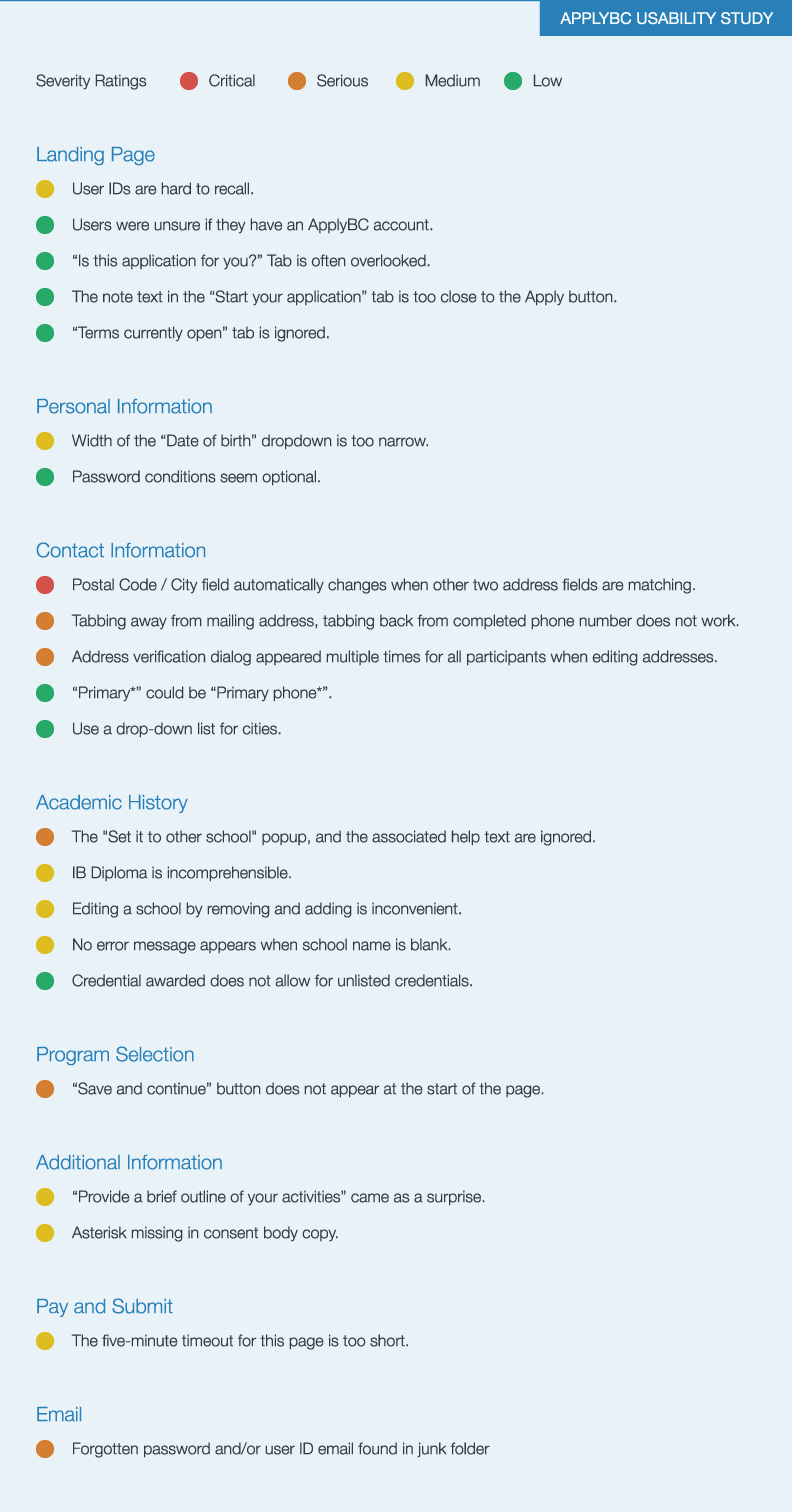 APPLYBC USABILITY STUDY
Severity Ratings Critical Serious Medium Low
Landing Page
User IDs are hard to recall.
Users were unsure if they have an ApplyBC account.
“Is this application for you?” Tab is often overlooked.
The note text in the “Start your application” tab is too close to the Apply button.
“Terms currently open” tab is ignored.
Personal Information
Width of the “Date of birth” dropdown is too narrow.
Password conditions seem optional.
Contact Information
Postal Code / City field automatically changes when other two address fields are matching.
Tabbing away from mailing address, tabbing back from completed phone number does not work.
Address verification dialog appeared multiple times for all participants when editing addresses.
“Primary*” could be “Primary phone*”.
Use a drop-down list for cities.
Academic History
The "Set it to other school" popup, and the associated help text are ignored.
IB Diploma is incomprehensible.
Editing a school by removing and adding is inconvenient.
No error message appears when school name is blank.
Credential awarded does not allow for unlisted credentials.
Program Selection
“Save and continue” button does not appear at the start of the page.
Additional Information
“Provide a brief outline of your activities” came as a surprise.
Asterisk missing in consent body copy.
Pay and Submit
The five-minute timeout for this page is too short.
Email
Forgotten password and/or user ID email found in junk folder